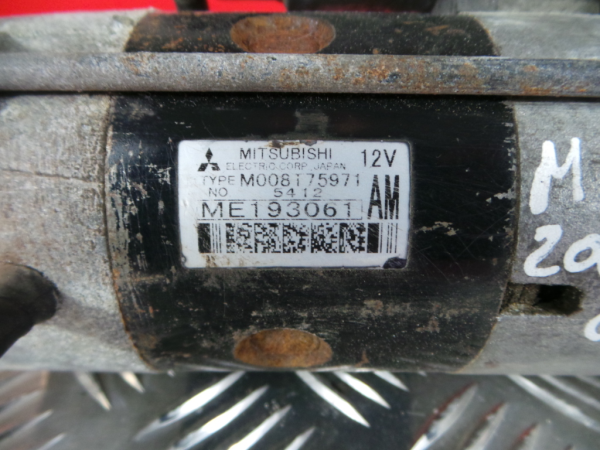 MITSUBISHI 12V
ELECTRIC CORP. JAPAN
TYPE M008T75971
NO 5412
ME193061 AM
M